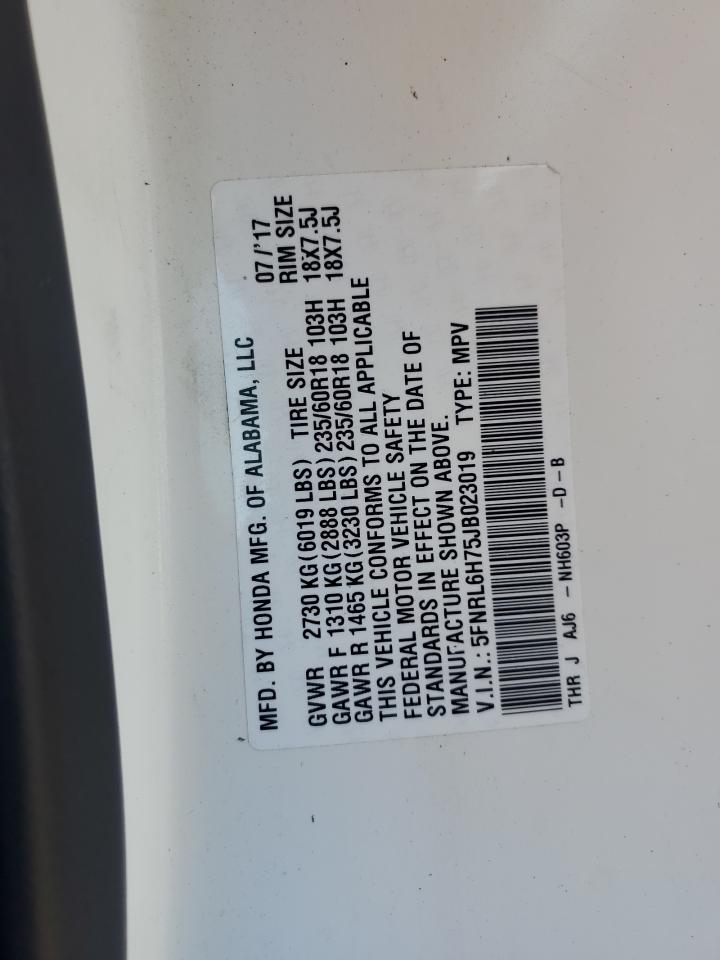 MFD. BY HONDA MFG. OF ALABAMA, LLC 07/'17
GVWR 2730 KG(6019 LBS) TIRE SIZE RIM SIZE
GAWR F 1310 KG(2888 LBS)235/60R18 103H 18X7.5J
GAWR R 1465 KG(3230 LBS)235/60R18 103H 18X7.5J
THIS VEHICLE CONFORMS TO ALL APPLICABLE
FEDERAL MOTOR VEHICLE SAFETY
STANDARDS IN EFFECT ON THE DATE OF
MANUFACTURE SHOWN ABOVE.
V.I.N.: 5FNRL6H75JB023019 TYPE: MPV
THR J AJ6 - NH603P -D-B